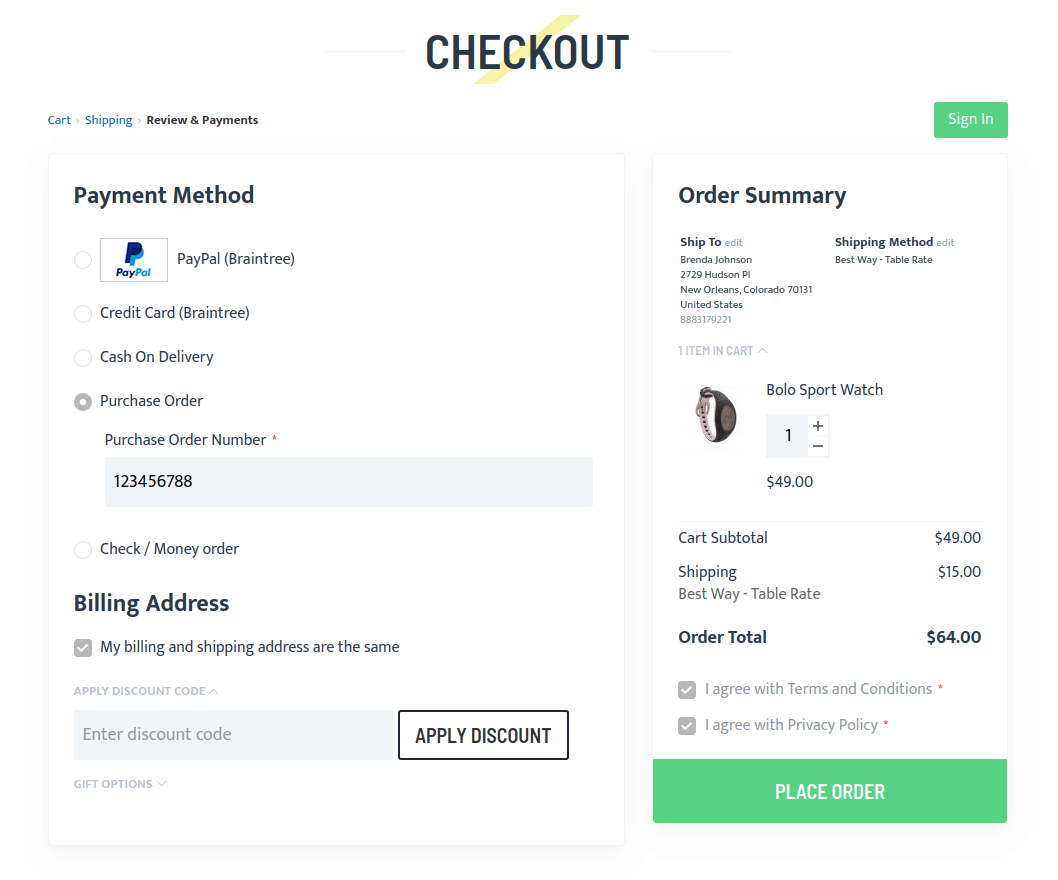 CHECKOUT
Cart › Shipping › Review & Payments
Sign In
Payment Method
PayPal
PayPal (Braintree)
Credit Card (Braintree)
Cash On Delivery
Purchase Order
Purchase Order Number *
123456788
Check / Money order
Billing Address
My billing and shipping address are the same
APPLY DISCOUNT CODE
Enter discount code
APPLY DISCOUNT
GIFT OPTIONS
Order Summary
Ship To edit
Brenda Johnson
2729 Hudson Pl
New Orleans, Colorado 70131
United States
8883179221
Shipping Method edit
Best Way - Table Rate
1 ITEM IN CART
Bolo Sport Watch
1
+
−
$49.00
Cart Subtotal $49.00
Shipping $15.00
Best Way - Table Rate
Order Total $64.00
I agree with Terms and Conditions *
I agree with Privacy Policy *
PLACE ORDER